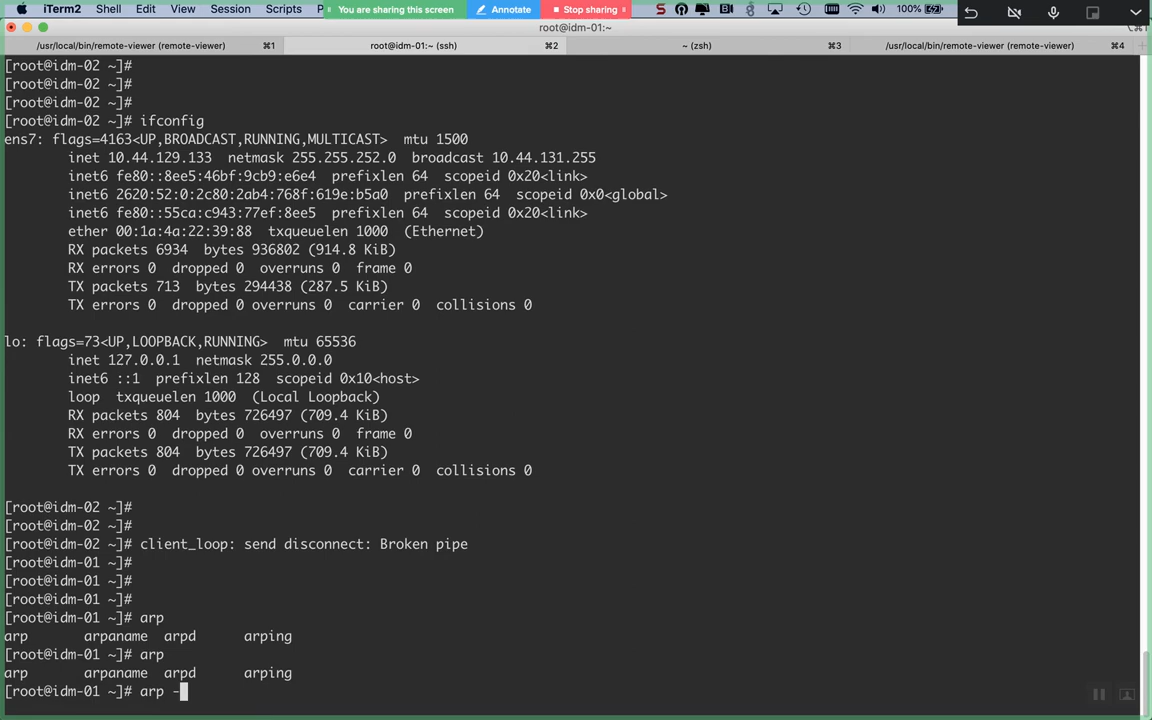 iTerm2 Shell Edit View Session Scripts P You are sharing this screen Annotate Stop sharing 100%
root@idm-01:~
/usr/local/bin/remote-viewer (remote-viewer) ⌘1 root@idm-01:~ (ssh) ⌘2 ~ (zsh) ⌘3 /usr/local/bin/remote-viewer (remote-viewer) ⌘4
[root@idm-02 ~]#
[root@idm-02 ~]#
[root@idm-02 ~]#
[root@idm-02 ~]# ifconfig
ens7: flags=4163<UP,BROADCAST,RUNNING,MULTICAST>  mtu 1500
        inet 10.44.129.133  netmask 255.255.252.0  broadcast 10.44.131.255
        inet6 fe80::8ee5:46bf:9cb9:e6e4  prefixlen 64  scopeid 0x20<link>
        inet6 2620:52:0:2c80:2ab4:768f:619e:b5a0  prefixlen 64  scopeid 0x0<global>
        inet6 fe80::55ca:c943:77ef:8ee5  prefixlen 64  scopeid 0x20<link>
        ether 00:1a:4a:22:39:88  txqueuelen 1000  (Ethernet)
        RX packets 6934  bytes 936802 (914.8 KiB)
        RX errors 0  dropped 0  overruns 0  frame 0
        TX packets 713  bytes 294438 (287.5 KiB)
        TX errors 0  dropped 0 overruns 0  carrier 0  collisions 0
lo: flags=73<UP,LOOPBACK,RUNNING>  mtu 65536
        inet 127.0.0.1  netmask 255.0.0.0
        inet6 ::1  prefixlen 128  scopeid 0x10<host>
        loop  txqueuelen 1000  (Local Loopback)
        RX packets 804  bytes 726497 (709.4 KiB)
        RX errors 0  dropped 0  overruns 0  frame 0
        TX packets 804  bytes 726497 (709.4 KiB)
        TX errors 0  dropped 0 overruns 0  carrier 0  collisions 0
[root@idm-02 ~]#
[root@idm-02 ~]#
[root@idm-02 ~]# client_loop: send disconnect: Broken pipe
[root@idm-01 ~]#
[root@idm-01 ~]#
[root@idm-01 ~]#
[root@idm-01 ~]# arp
arp       arpaname  arpd      arping
[root@idm-01 ~]# arp
arp       arpaname  arpd      arping
[root@idm-01 ~]# arp -